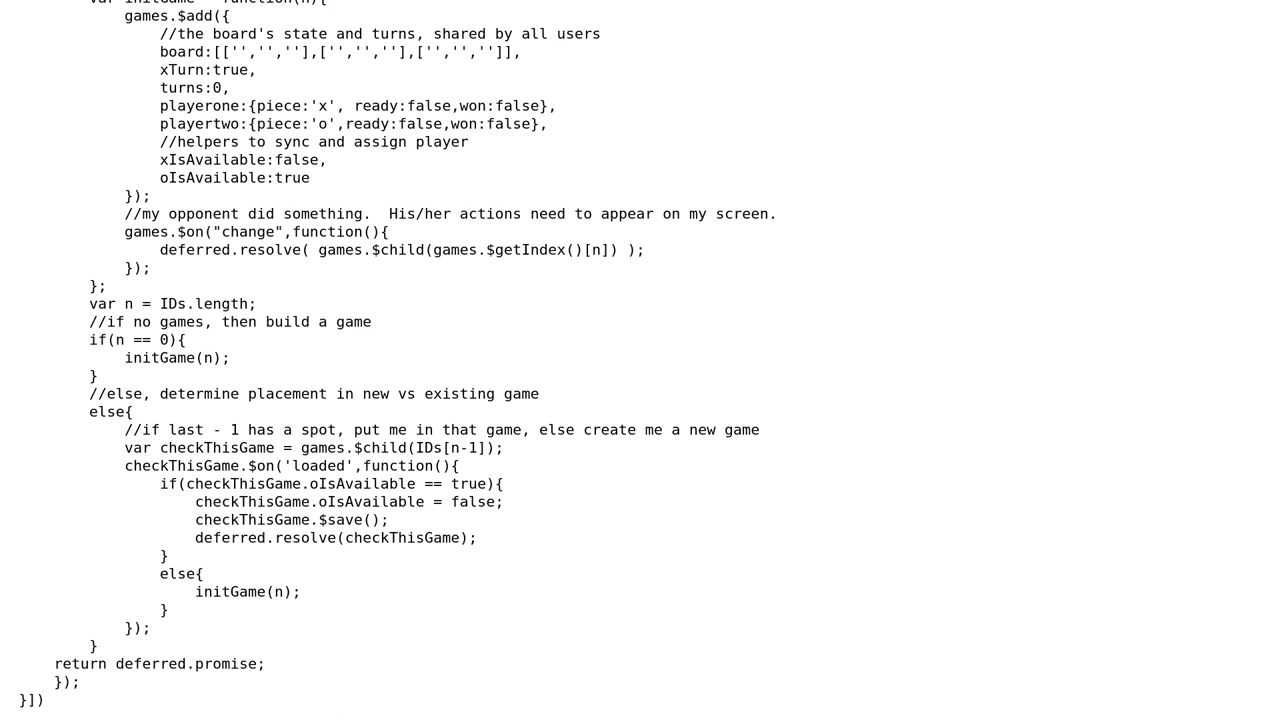 var initGame = function(n){
games.$add({
//the board's state and turns, shared by all users
board:[['','',''],['','',''],['','','']],
xTurn:true,
turns:0,
playerone:{piece:'x', ready:false,won:false},
playertwo:{piece:'o',ready:false,won:false},
//helpers to sync and assign player
xIsAvailable:false,
oIsAvailable:true
});
//my opponent did something.  His/her actions need to appear on my screen.
games.$on("change",function(){
deferred.resolve( games.$child(games.$getIndex()[n]) );
});
};
var n = IDs.length;
//if no games, then build a game
if(n == 0){
initGame(n);
}
//else, determine placement in new vs existing game
else{
//if last - 1 has a spot, put me in that game, else create me a new game
var checkThisGame = games.$child(IDs[n-1]);
checkThisGame.$on('loaded',function(){
if(checkThisGame.oIsAvailable == true){
checkThisGame.oIsAvailable = false;
checkThisGame.$save();
deferred.resolve(checkThisGame);
}
else{
initGame(n);
}
});
}
return deferred.promise;
});
}])